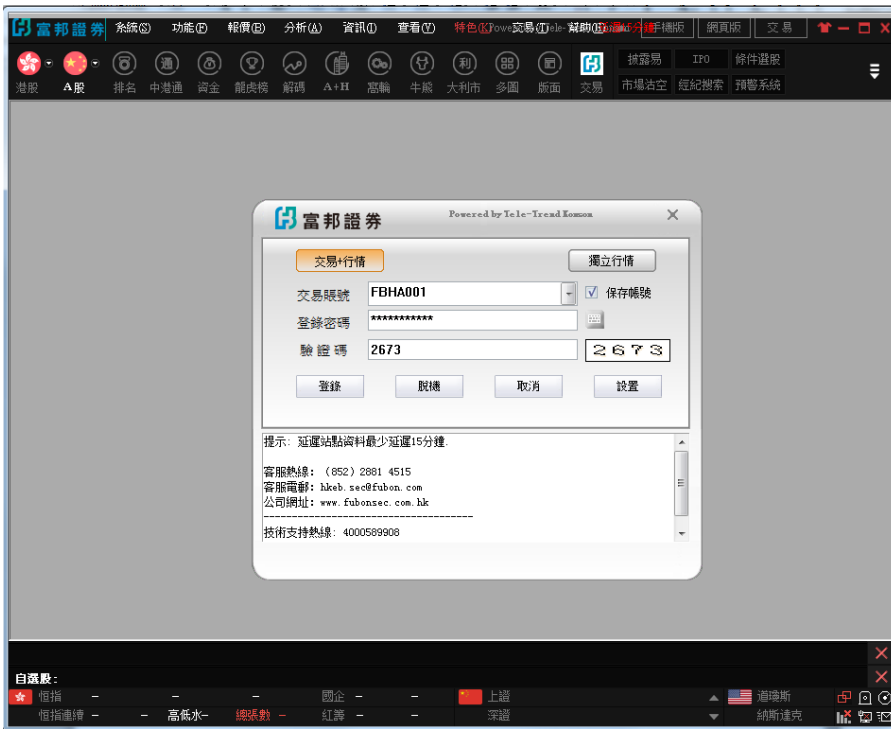 富邦證券 系統(S) 功能(F) 報價(B) 分析(A) 資訊(I) 查看(V) 特色(K) 交易(T) 幫助(H) 手機版 網頁版 交易
披露易 IPO 條件選股
港股 A股 排名 中港通 資金 龍虎榜 解碼 A+H 窩輪 牛熊 大利市 多圖 版面 交易 市場沽空 經紀搜索 預警系統
富邦證券 Powered by Tele-Trend Konson
交易+行情 獨立行情
交易賬號 FBHA001 保存帳號
登錄密碼 ***********
驗證碼 2673 2673
登錄 脫機 取消 設置
提示: 延遲站點資料最少延遲15分鐘.
客服熱線: (852) 2881 4515
客服電郵: hkeb.sec@fubon.com
公司網址: www.fubonsec.com.hk
------------------------------------
技術支持熱線: 4000589908
自選股:
恒指 - - - 國企 - - 上證 道瓊斯
恒指連續 - - 高低水- 總張數 - 紅籌 - - 深證 納斯達克